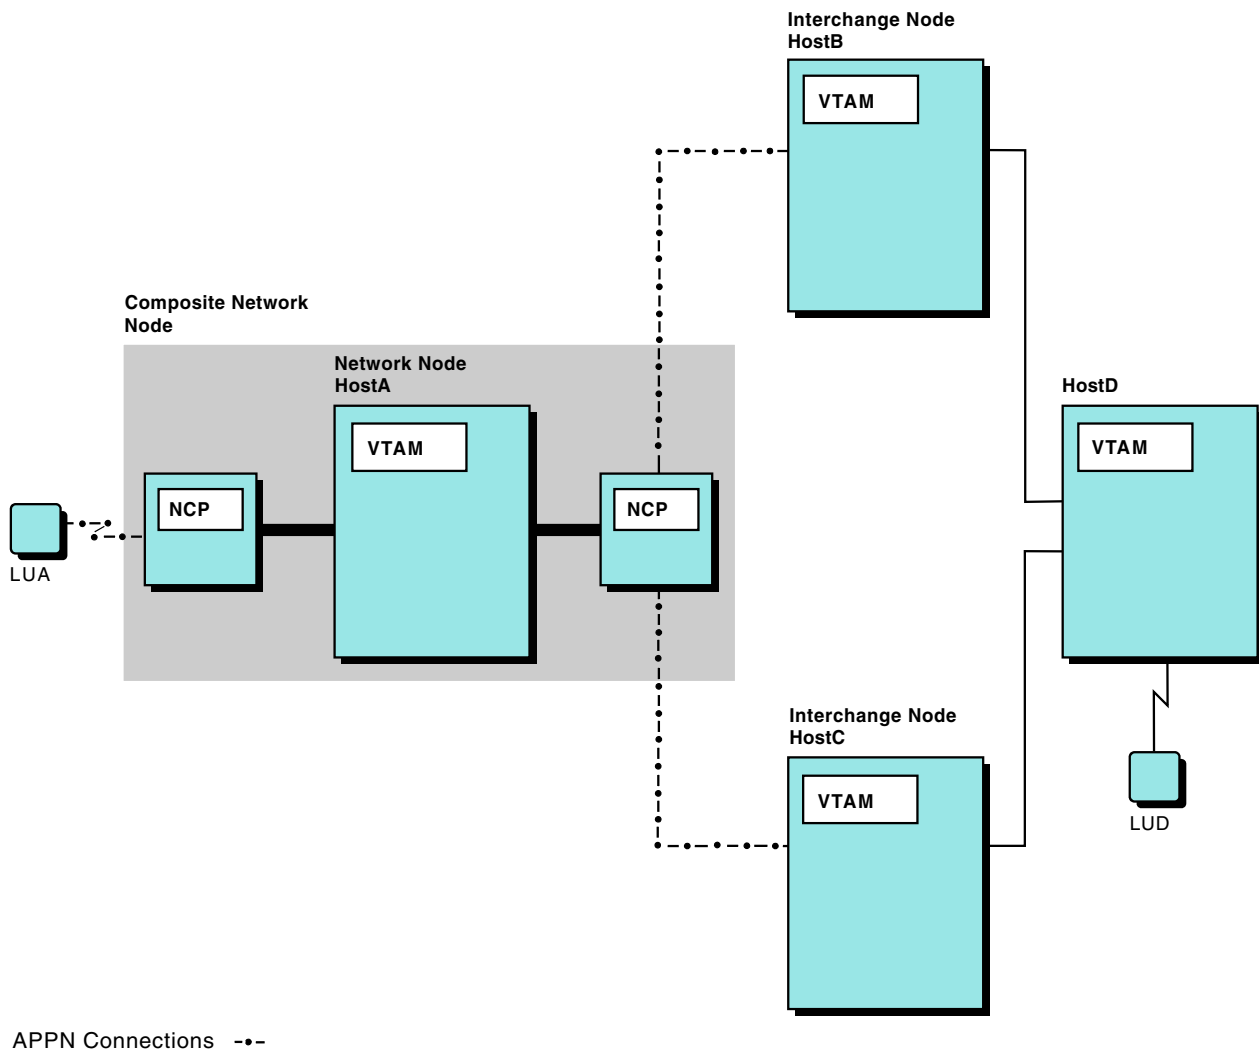 Interchange Node
HostB
VTAM
Composite Network
Node
Network Node
HostA
VTAM
HostD
VTAM
NCP
NCP
LUA
Interchange Node
HostC
VTAM
LUD
APPN Connections